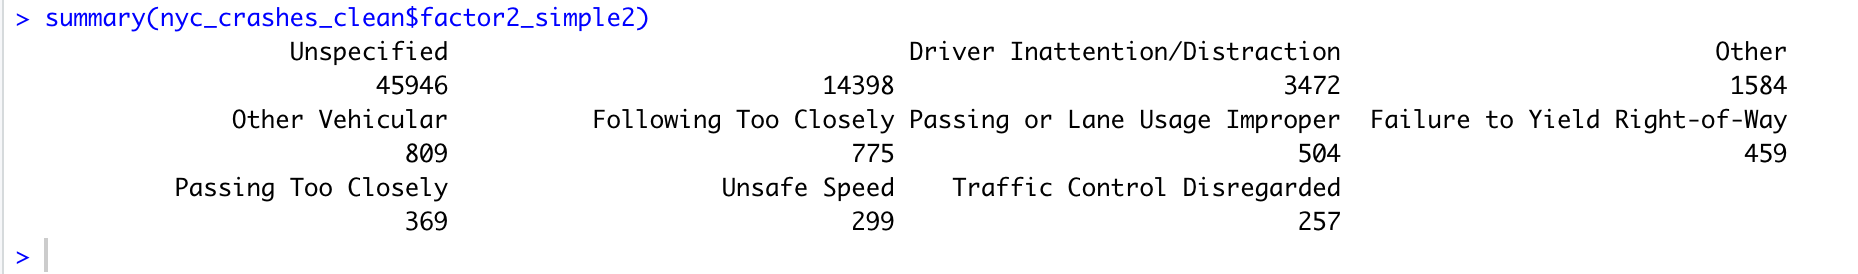 > summary(nyc_crashes_clean$factor2_simple2)
Unspecified Driver Inattention/Distraction Other
45946 14398 3472 1584
Other Vehicular Following Too Closely Passing or Lane Usage Improper Failure to Yield Right-of-Way
809 775 504 459
Passing Too Closely Unsafe Speed Traffic Control Disregarded
369 299 257
>